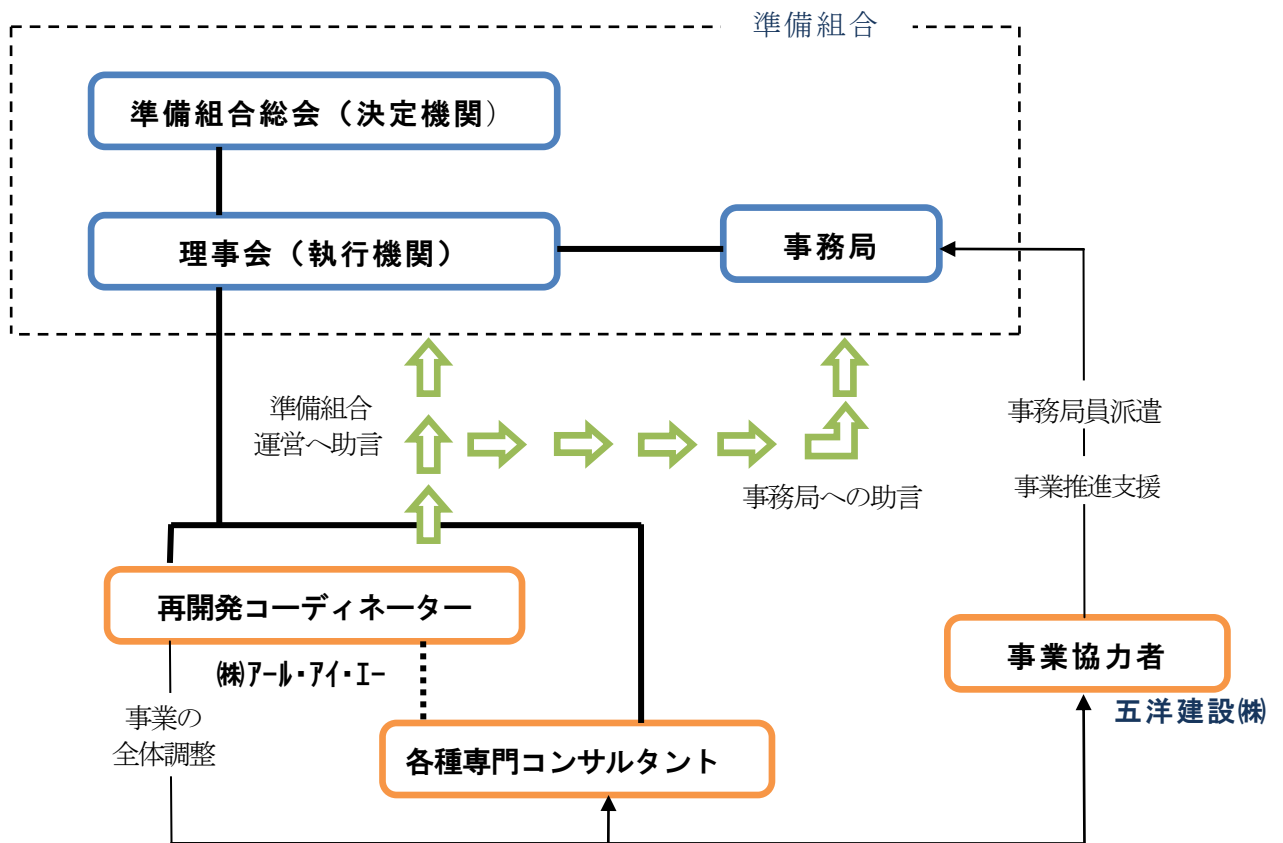 準備組合
準備組合総会（決定機関）
理事会（執行機関）
事務局
準備組合
運営へ助言
事務局への助言
事務局員派遣
事業推進支援
再開発コーディネーター
㈱ｱｰﾙ・ｱｲ・ｴｰ
事業の
全体調整
各種専門コンサルタント
事業協力者
五洋建設㈱